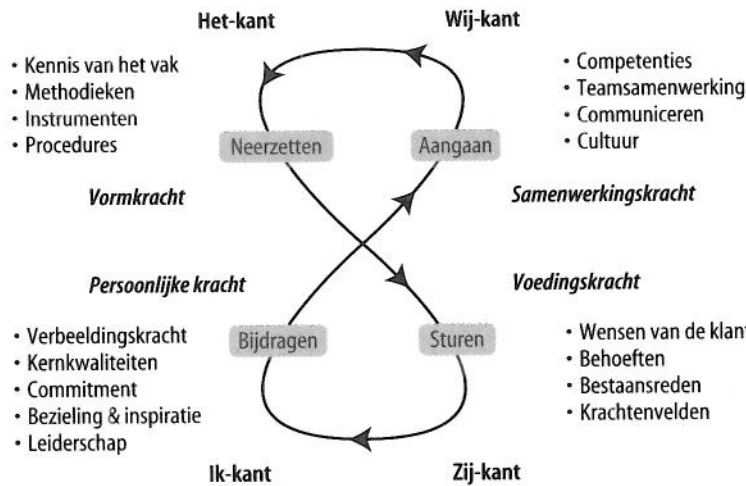 Het-kant
Wij-kant
• Kennis van het vak
• Methodieken
• Instrumenten
• Procedures
• Competenties
• Teamsamenwerking
• Communiceren
• Cultuur
Neerzetten
Aangaan
Vormkracht
Samenwerkingskracht
Persoonlijke kracht
Voedingskracht
• Verbeeldingskracht
• Kernkwaliteiten
• Commitment
• Bezieling & inspiratie
• Leiderschap
Bijdragen
Sturen
• Wensen van de klant
• Behoeften
• Bestaansreden
• Krachtenvelden
Ik-kant
Zij-kant